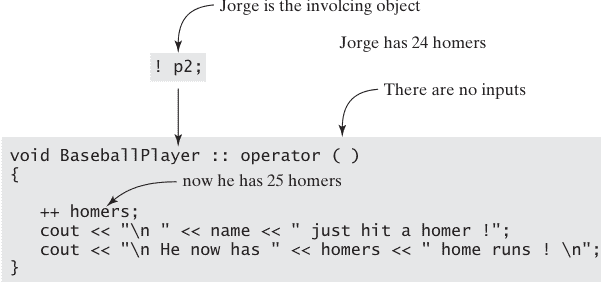 Jorge is the involcing object
Jorge has 24 homers
! p2;
There are no inputs
void BaseballPlayer :: operator ( )
{
now he has 25 homers
++ homers;
cout << "\n " << name << " just hit a homer !";
cout << "\n He now has " << homers << " home runs ! \n";
}